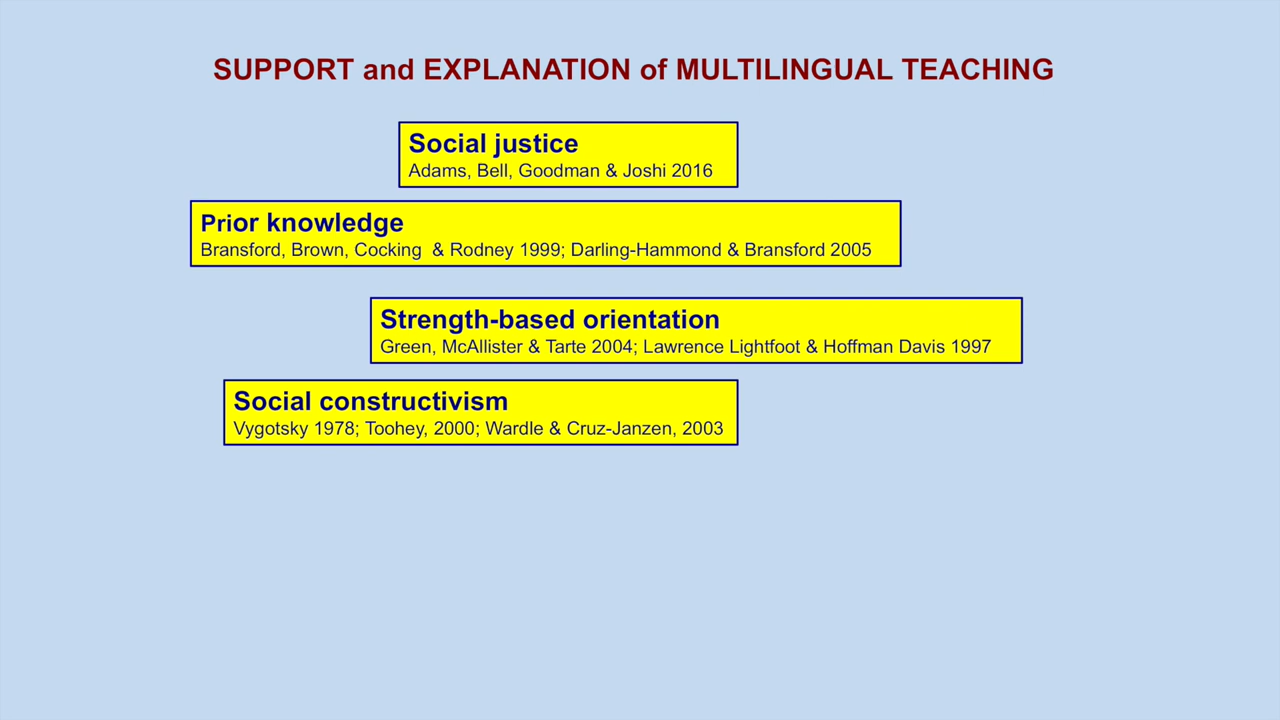 SUPPORT and EXPLANATION of MULTILINGUAL TEACHING
Social justice
Adams, Bell, Goodman & Joshi 2016
Prior knowledge
Bransford, Brown, Cocking & Rodney 1999; Darling-Hammond & Bransford 2005
Strength-based orientation
Green, McAllister & Tarte 2004; Lawrence Lightfoot & Hoffman Davis 1997
Social constructivism
Vygotsky 1978; Toohey, 2000; Wardle & Cruz-Janzen, 2003